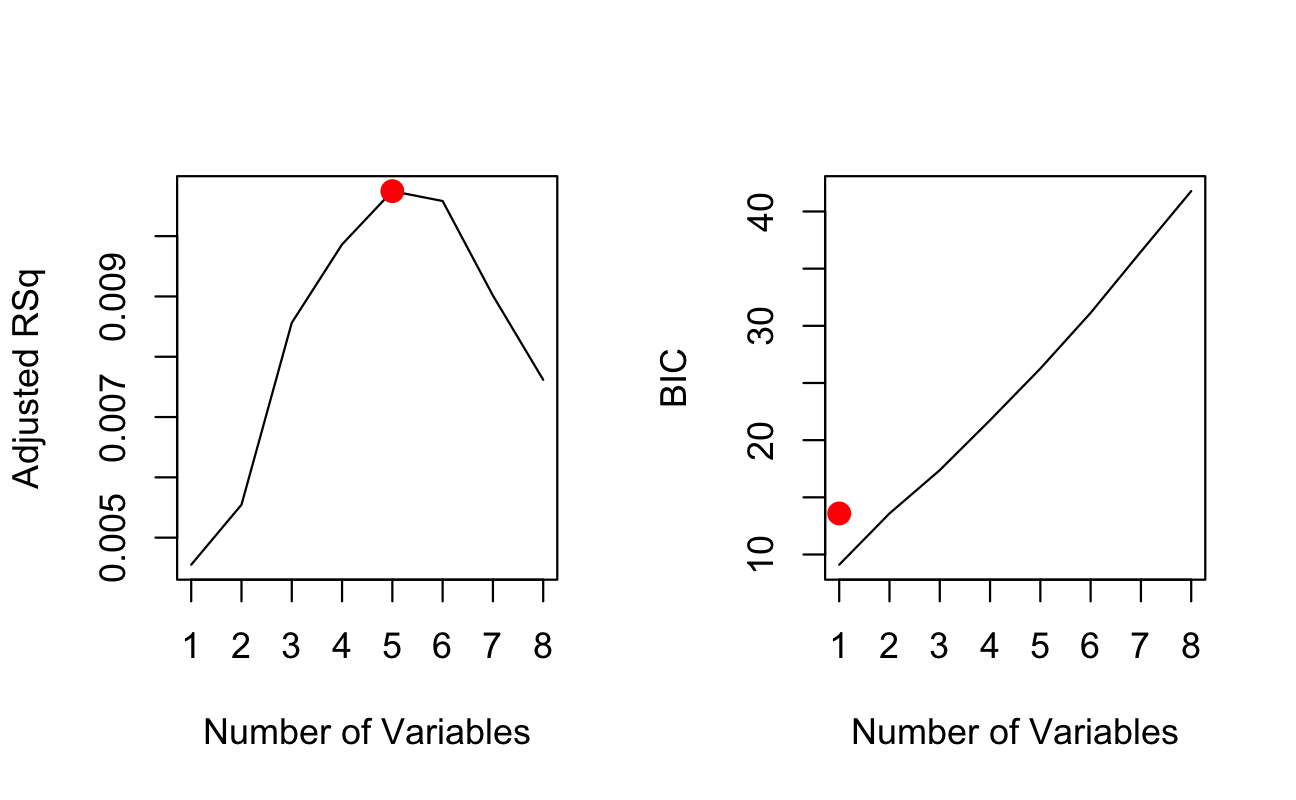 Adjusted RSq
0.005 0.007 0.009
1 2 3 4 5 6 7 8
Number of Variables
BIC
10 20 30 40
1 2 3 4 5 6 7 8
Number of Variables